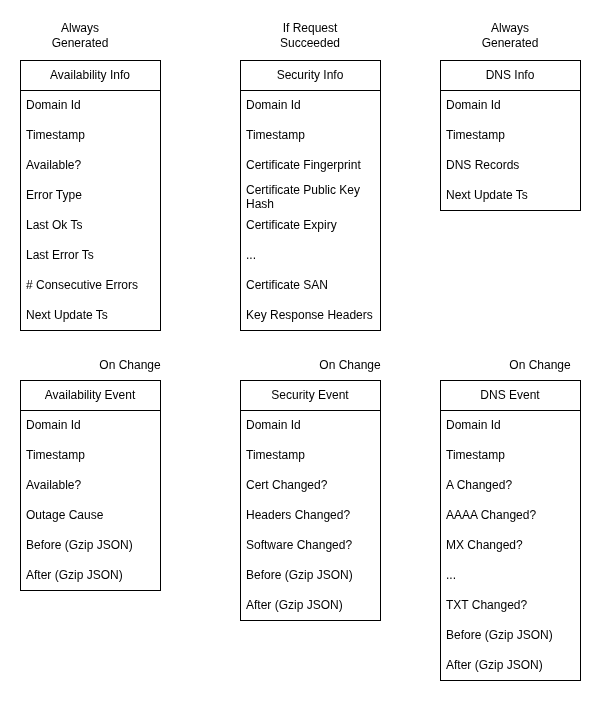 Always
Generated
Availability Info
Domain Id
Timestamp
Available?
Error Type
Last Ok Ts
Last Error Ts
# Consecutive Errors
Next Update Ts
If Request
Succeeded
Security Info
Domain Id
Timestamp
Certificate Fingerprint
Certificate Public Key
Hash
Certificate Expiry
...
Certificate SAN
Key Response Headers
Always
Generated
DNS Info
Domain Id
Timestamp
DNS Records
Next Update Ts
On Change
Availability Event
Domain Id
Timestamp
Available?
Outage Cause
Before (Gzip JSON)
After (Gzip JSON)
On Change
Security Event
Domain Id
Timestamp
Cert Changed?
Headers Changed?
Software Changed?
Before (Gzip JSON)
After (Gzip JSON)
On Change
DNS Event
Domain Id
Timestamp
A Changed?
AAAA Changed?
MX Changed?
...
TXT Changed?
Before (Gzip JSON)
After (Gzip JSON)